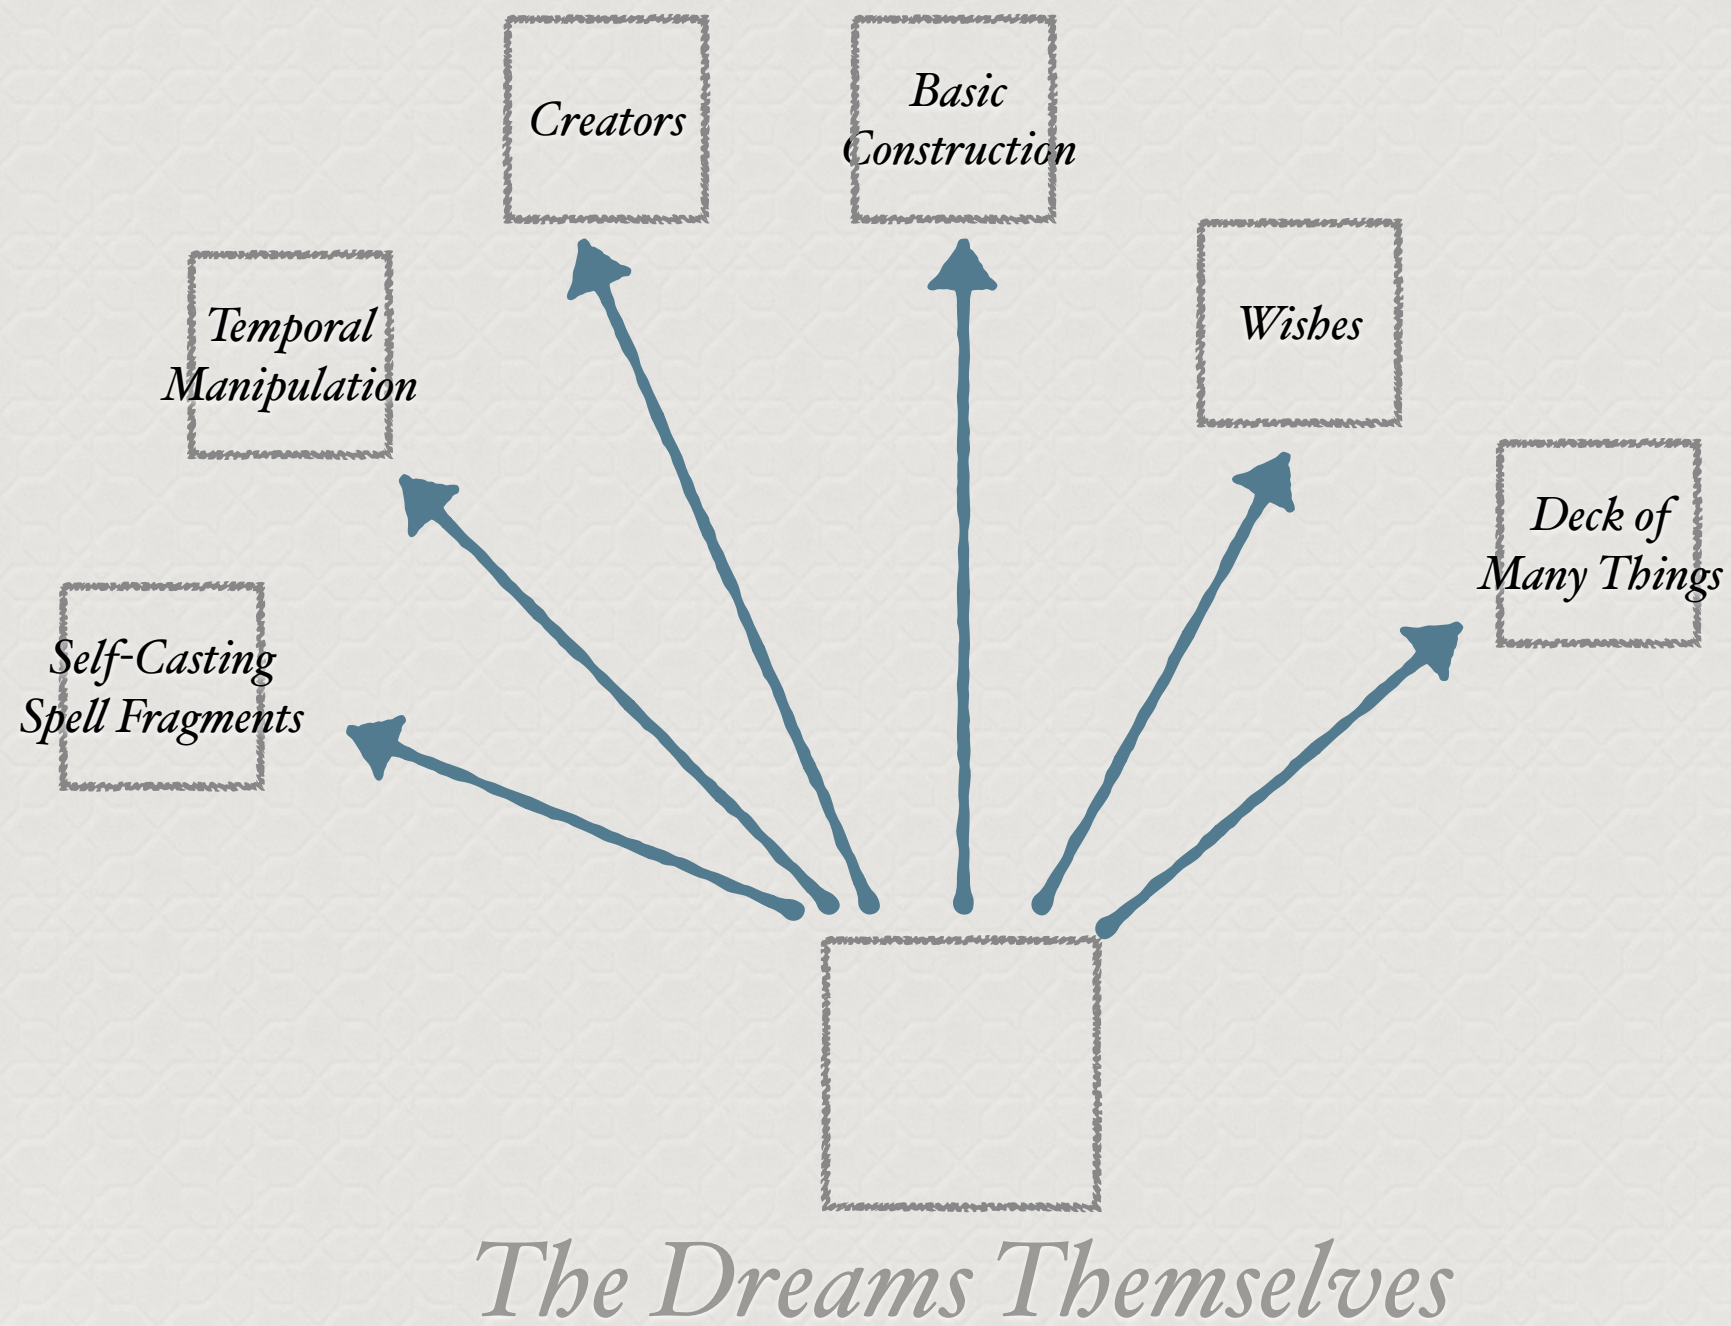 Creators
Basic
Construction
Temporal
Manipulation
Wishes
Deck of
Many Things
Self-Casting
Spell Fragments
The Dreams Themselves